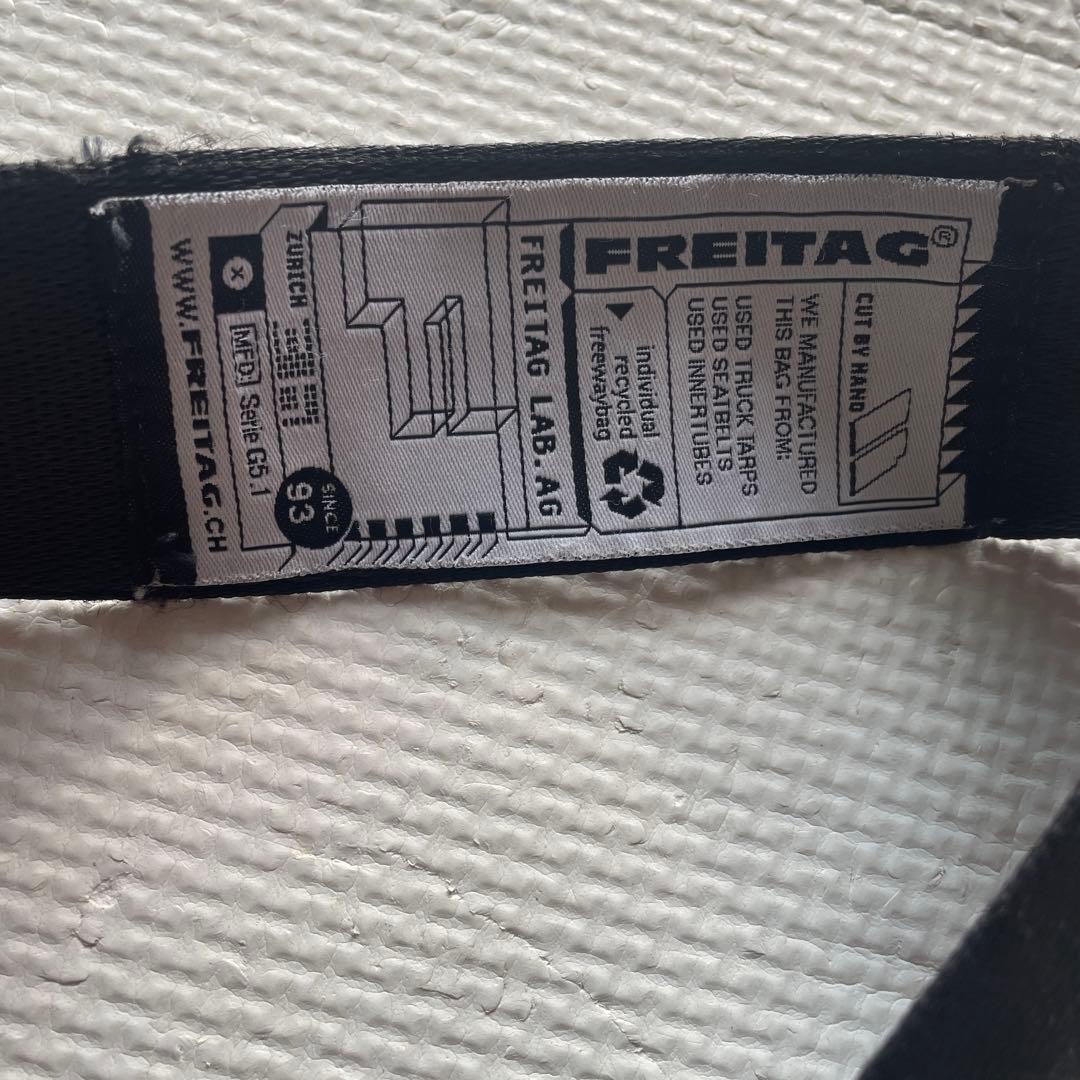 FREITAG®
CUT BY HAND
WE MANUFACTURED
THIS BAG FROM:
USED TRUCK TARPS
USED SEATBELTS
USED INNERTUBES
individual
recycled
freewaybag
FREITAG LAB.AG
SINCE
93
ZURICH
MFD: Serie G5.1
WWW.FREITAG.CH